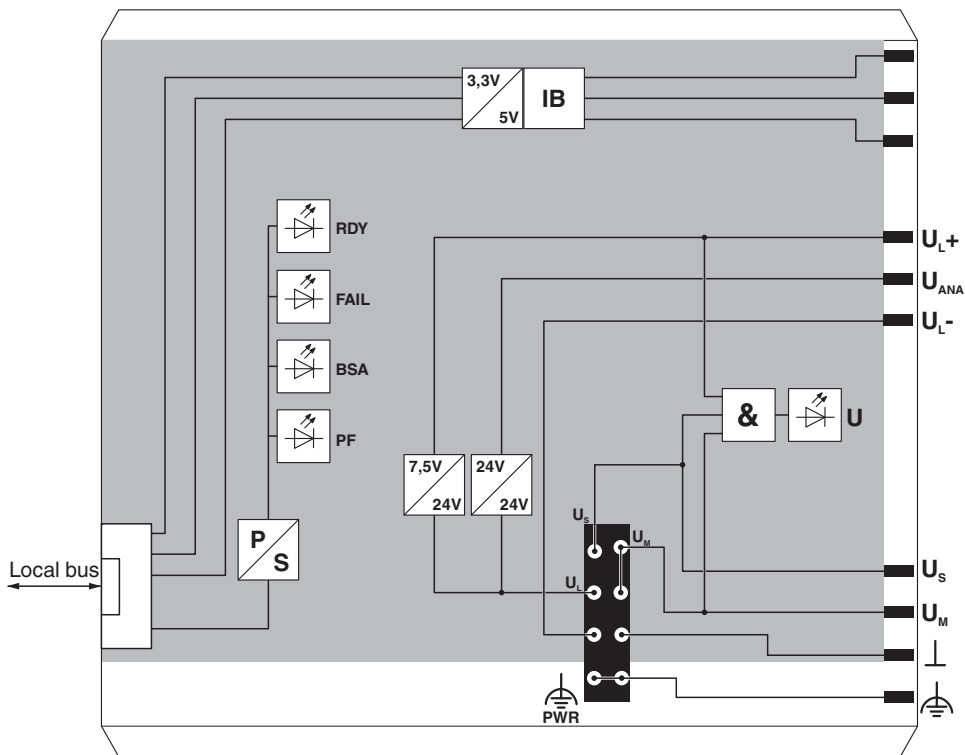 3,3V
5V
IB
RDY
FAIL
BSA
PF
UL+
UANA
UL-
&
U
7,5V
24V
24V
24V
US
UM
P
S
Local bus
UL
US
UM
PWR